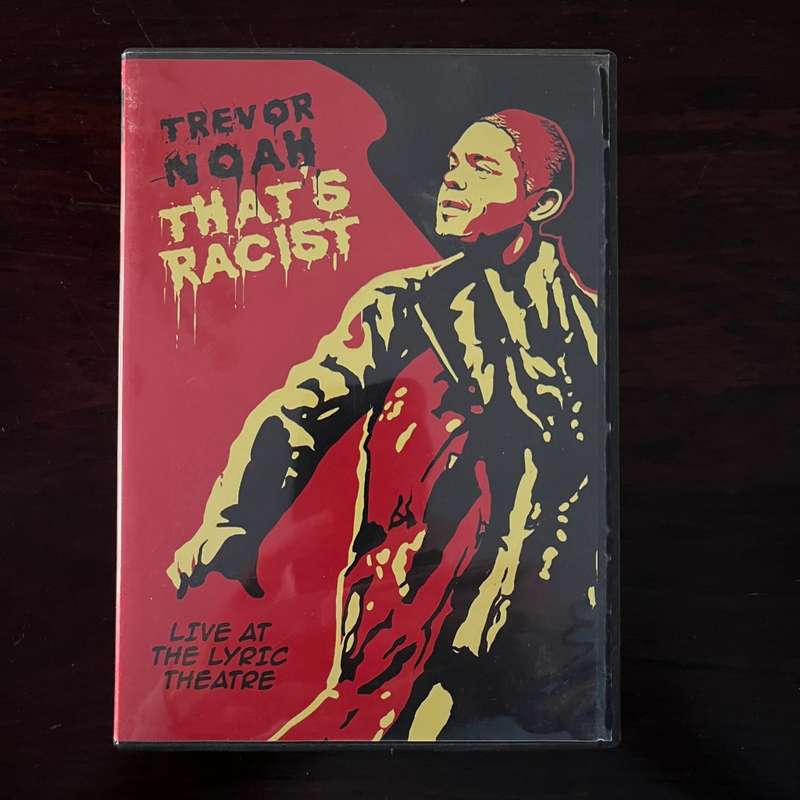 TREVOR
NOAH
THAT'S
RACIST
LIVE AT
THE LYRIC
THEATRE